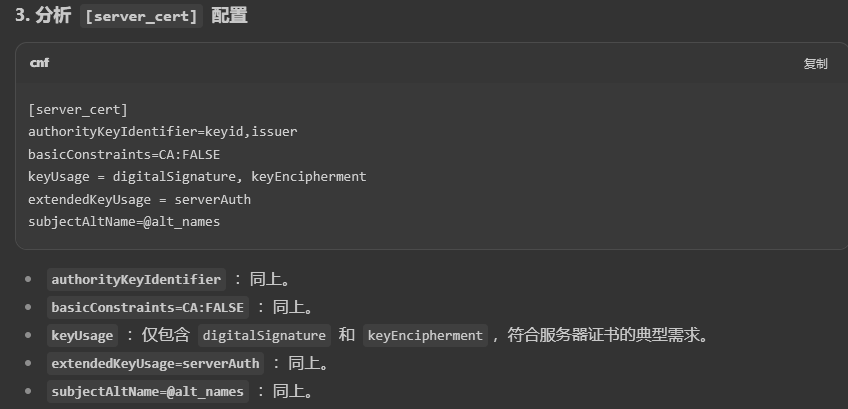 3. 分析 [server_cert] 配置
cnf
复制
[server_cert]
authorityKeyIdentifier=keyid,issuer
basicConstraints=CA:FALSE
keyUsage = digitalSignature, keyEncipherment
extendedKeyUsage = serverAuth
subjectAltName=@alt_names
• authorityKeyIdentifier ：同上。
• basicConstraints=CA:FALSE ：同上。
• keyUsage ：仅包含 digitalSignature 和 keyEncipherment，符合服务器证书的典型需求。
• extendedKeyUsage=serverAuth ：同上。
• subjectAltName=@alt_names ：同上。